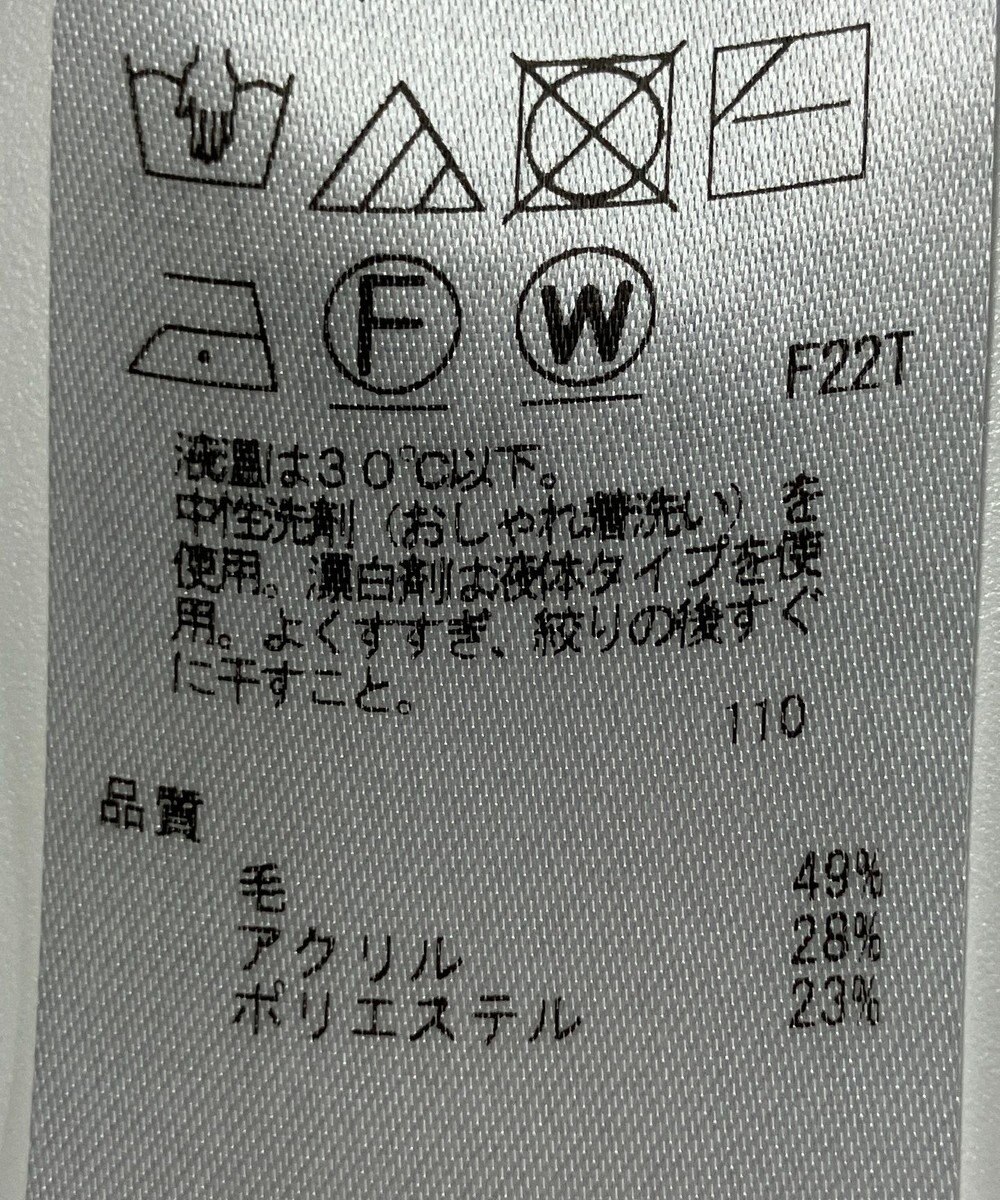 F
W
F22T
液温は30℃以下。
中性洗剤（おしゃれ着洗い）を
使用。漂白剤は液体タイプを使
用。よくすすぎ、絞りの後すぐ
に干すこと。
110
品質
毛 49%
アクリル 28%
ポリエステル 23%